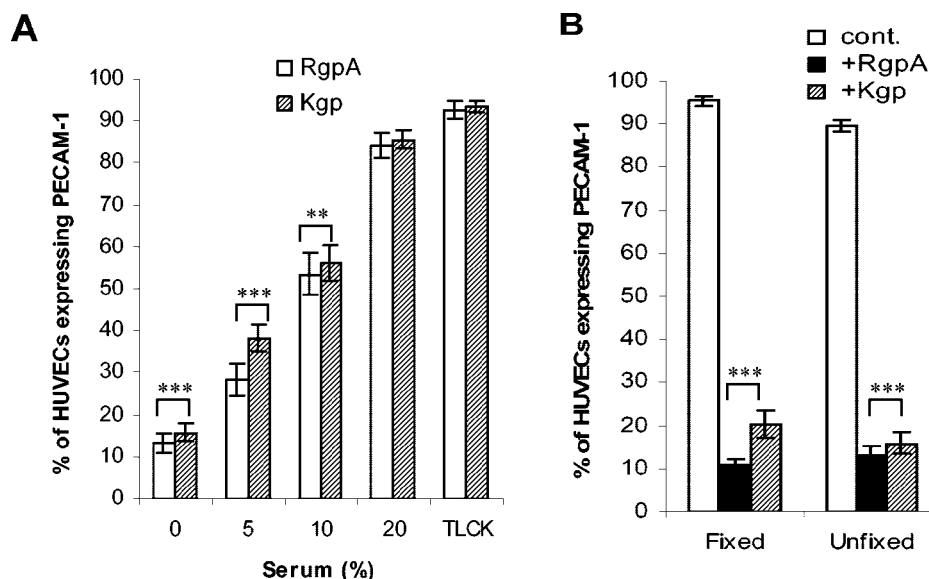 A
% of HUVECs expressing PECAM-1
100
90
80
70
60
50
40
30
20
10
0
RgpA
Kgp
***
***
**
0 5 10 20 TLCK
Serum (%)
B
% of HUVECs expressing PECAM-1
100
90
80
70
60
50
40
30
20
10
0
cont.
+RgpA
+Kgp
***
***
Fixed Unfixed